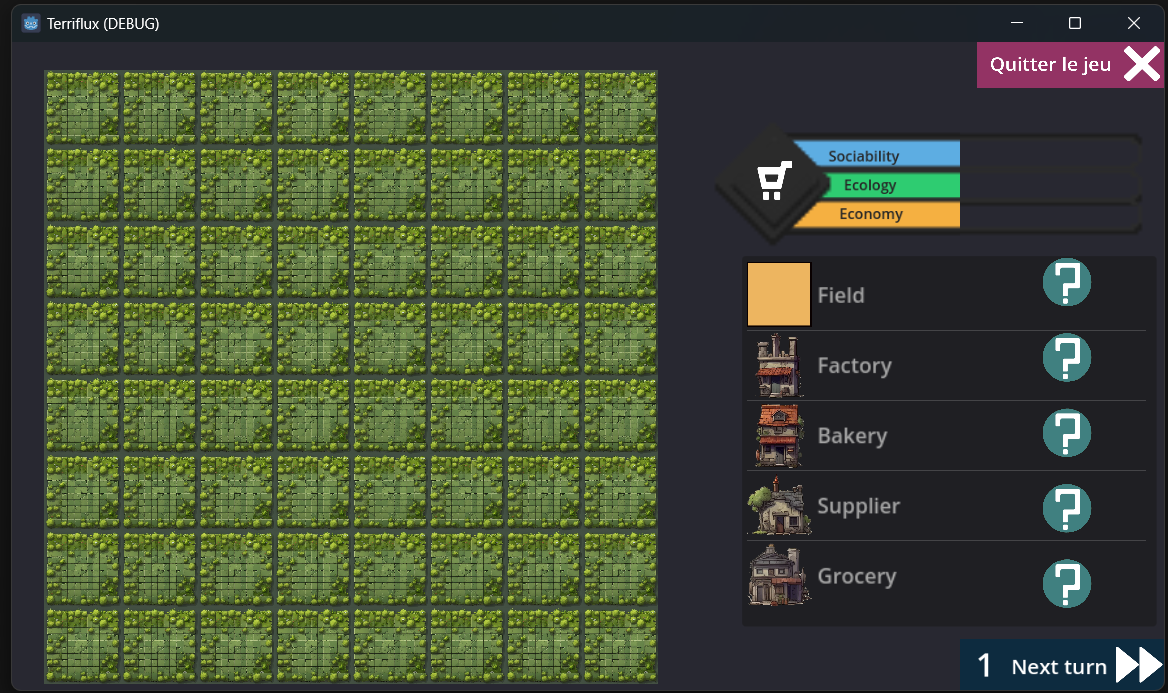 Terriflux (DEBUG)
Quitter le jeu
Sociability
Ecology
Economy
Field
?
Factory
?
Bakery
?
Supplier
?
Grocery
?
1 Next turn